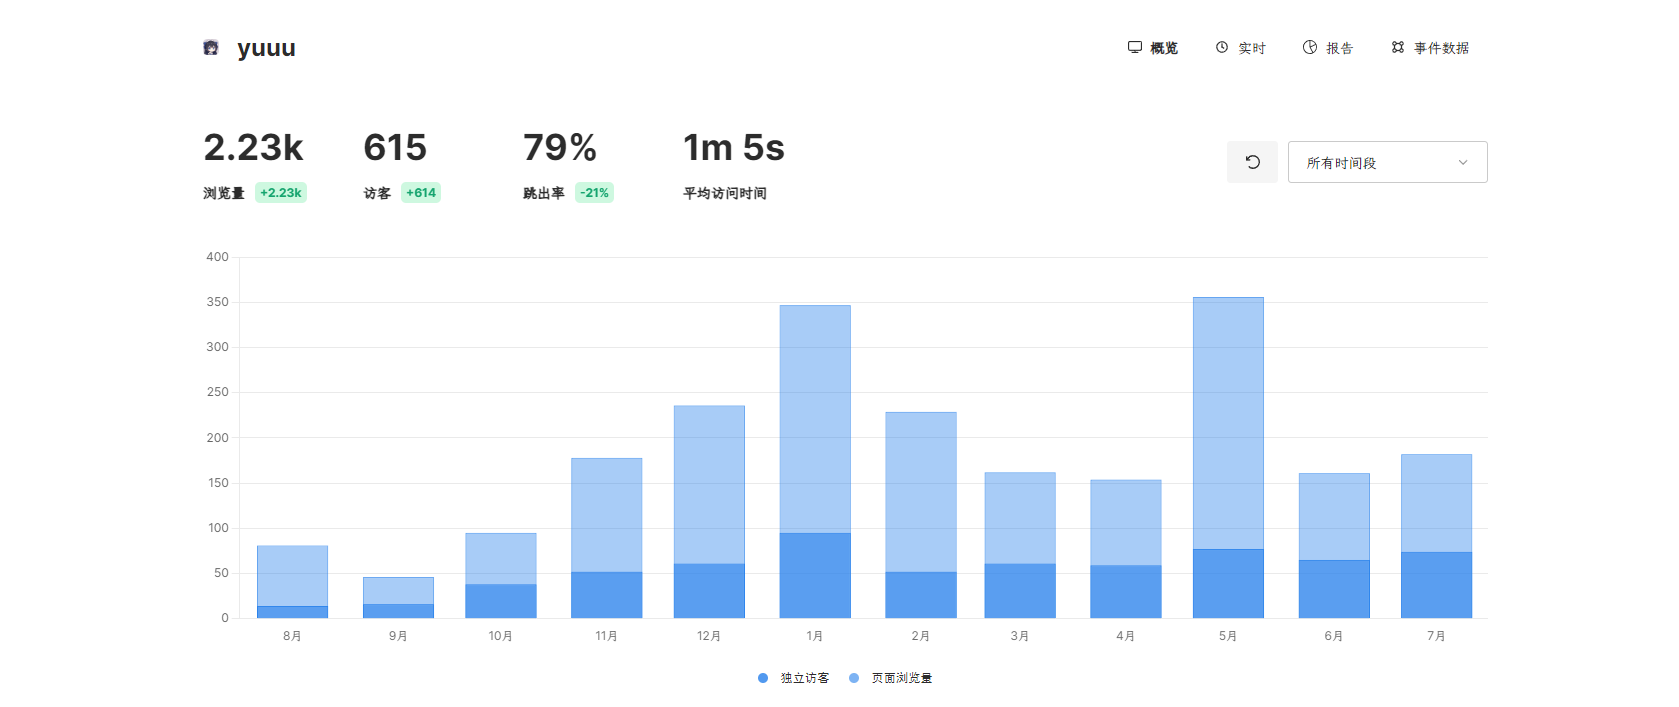 yuuu
概览 实时 报告 事件数据
2.23k 615 79% 1m 5s
浏览量 +2.23k 访客 +614 跳出率 -21% 平均访问时间
所有时间段
400
350
300
250
200
150
100
50
0
8月 9月 10月 11月 12月 1月 2月 3月 4月 5月 6月 7月
独立访客 页面浏览量